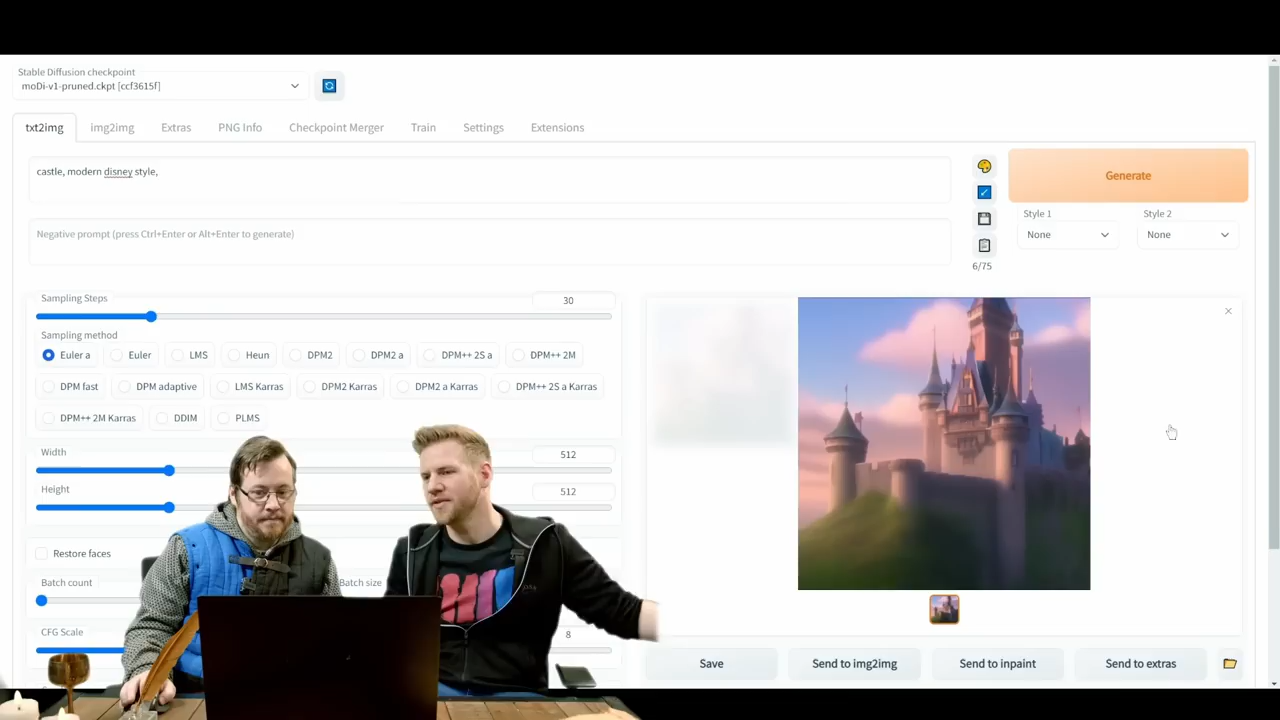 Stable Diffusion checkpoint
moDi-v1-pruned.ckpt [ccf3615f]
txt2img img2img Extras PNG Info Checkpoint Merger Train Settings Extensions
castle, modern disney style,
Generate
Style 1 Style 2
None None
Negative prompt (press Ctrl+Enter or Alt+Enter to generate)
6/75
Sampling Steps 30
Sampling method
Euler a Euler LMS Heun DPM2 DPM2 a DPM++ 2S a DPM++ 2M
DPM fast DPM adaptive LMS Karras DPM2 Karras DPM2 a Karras DPM++ 2S a Karras
DPM++ 2M Karras DDIM PLMS
Width 512
Height 512
Restore faces
Batch count Batch size
CFG Scale 8
Save Send to img2img Send to inpaint Send to extras